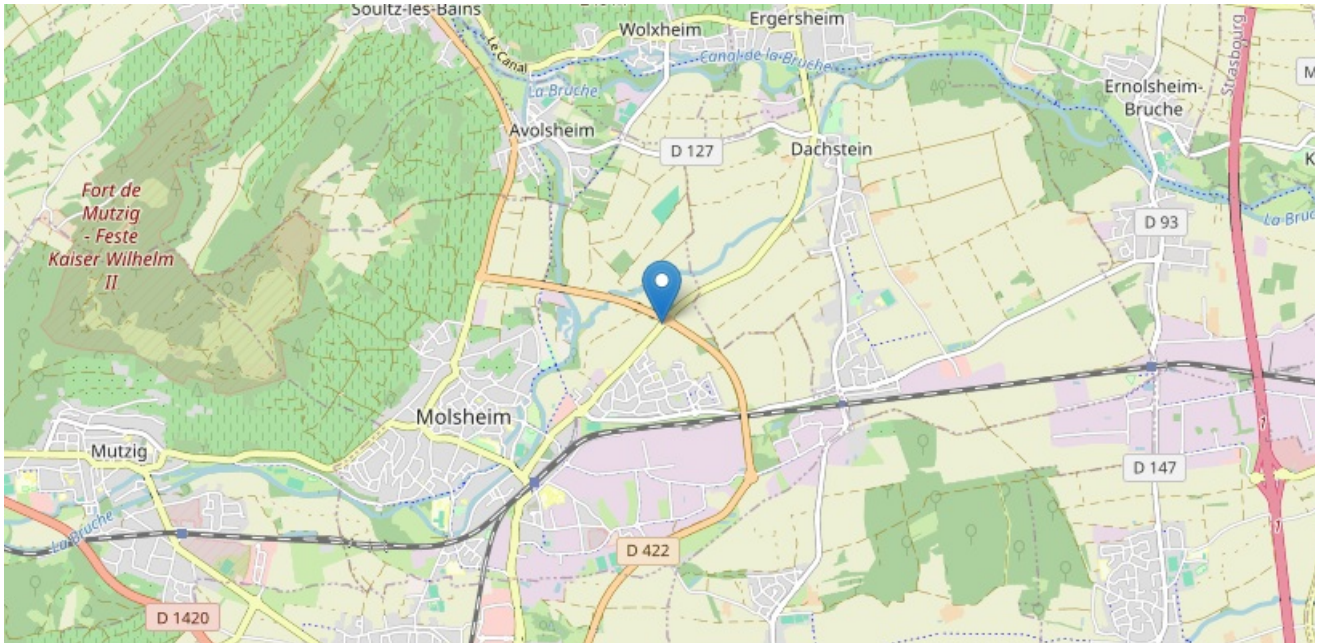 Soultz-les-Bains
Wolxheim
Ergersheim
Le Canal
Canal de la Bruche
Strasbourg
M
La Bruche
Ernolsheim-
Bruche
Avolsheim
D 127
Dachstein
K
Fort de
Mutzig
- Feste
Kaiser Wilhelm
II
D 93
La Bruc
Molsheim
Mutzig
D 147
La Bruche
D 422
D 1420